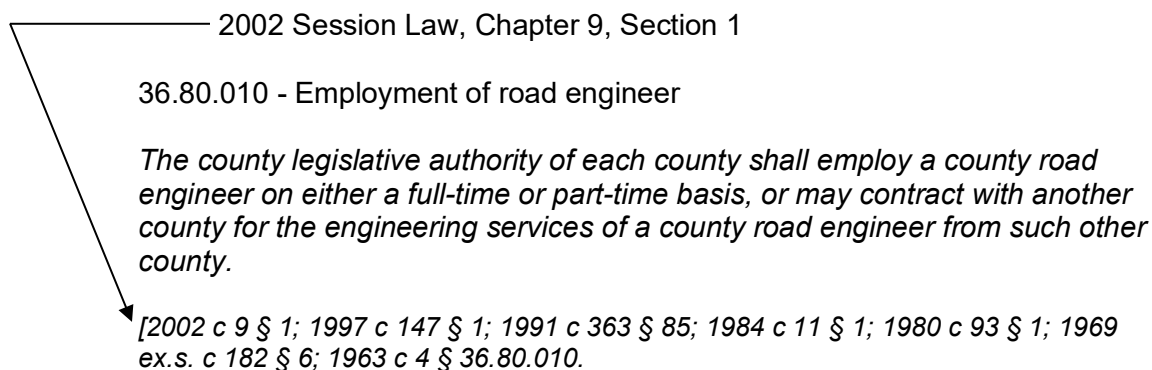 2002 Session Law, Chapter 9, Section 1
36.80.010 - Employment of road engineer
The county legislative authority of each county shall employ a county road
engineer on either a full-time or part-time basis, or may contract with another
county for the engineering services of a county road engineer from such other
county.
[2002 c 9 § 1; 1997 c 147 § 1; 1991 c 363 § 85; 1984 c 11 § 1; 1980 c 93 § 1; 1969
ex.s. c 182 § 6; 1963 c 4 § 36.80.010.